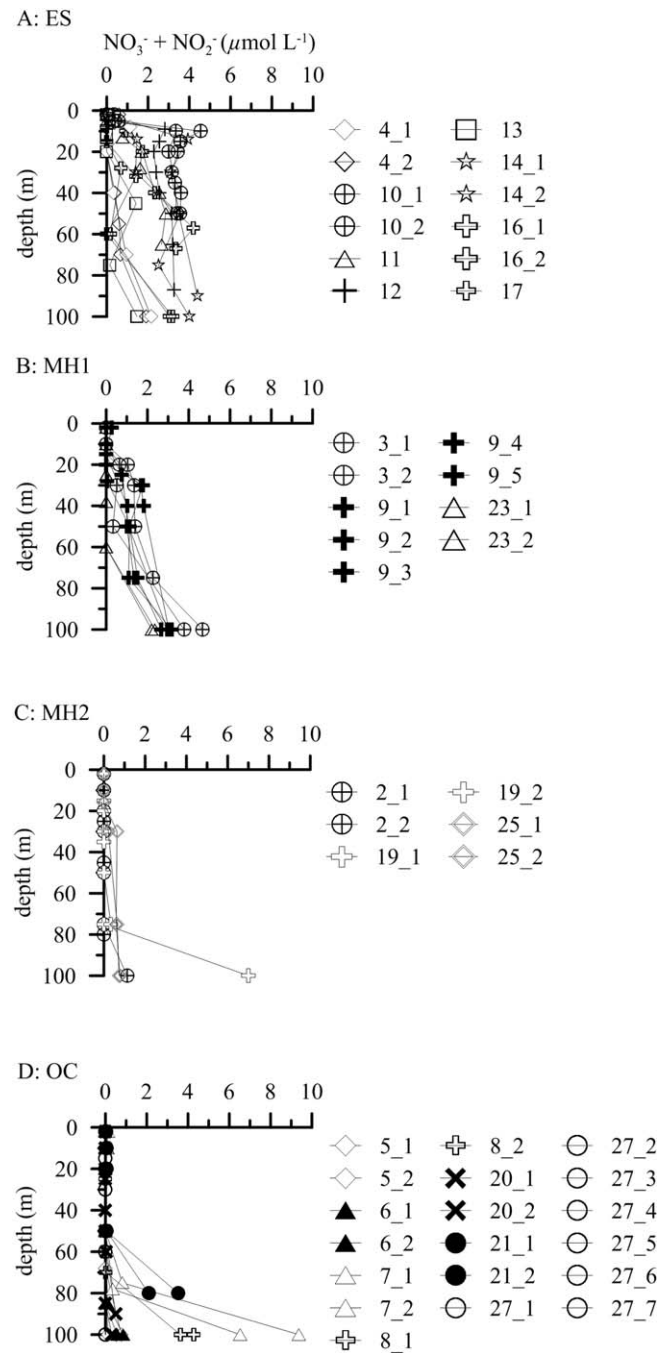 A: ES
NO₃⁻ + NO₂⁻ (µmol L⁻¹)
0 2 4 6 8 10
depth (m)
0
20
40
60
80
100
4_1 13
4_2 14_1
10_1 14_2
10_2 16_1
11 16_2
12 17
B: MH1
0 2 4 6 8 10
depth (m)
0
20
40
60
80
100
3_1 9_4
3_2 9_5
9_1 23_1
9_2 23_2
9_3
C: MH2
0 2 4 6 8 10
depth (m)
0
20
40
60
80
100
2_1 19_2
2_2 25_1
19_1 25_2
D: OC
0 2 4 6 8 10
depth (m)
0
20
40
60
80
100
5_1 8_2 27_2
5_2 20_1 27_3
6_1 20_2 27_4
6_2 21_1 27_5
7_1 21_2 27_6
7_2 27_1 27_7
8_1